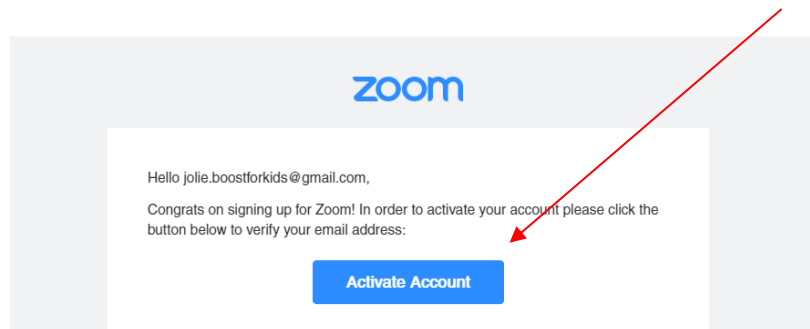 zoom
Hello jolie.boostforkids@gmail.com,
Congrats on signing up for Zoom! In order to activate your account please click the
button below to verify your email address:
Activate Account